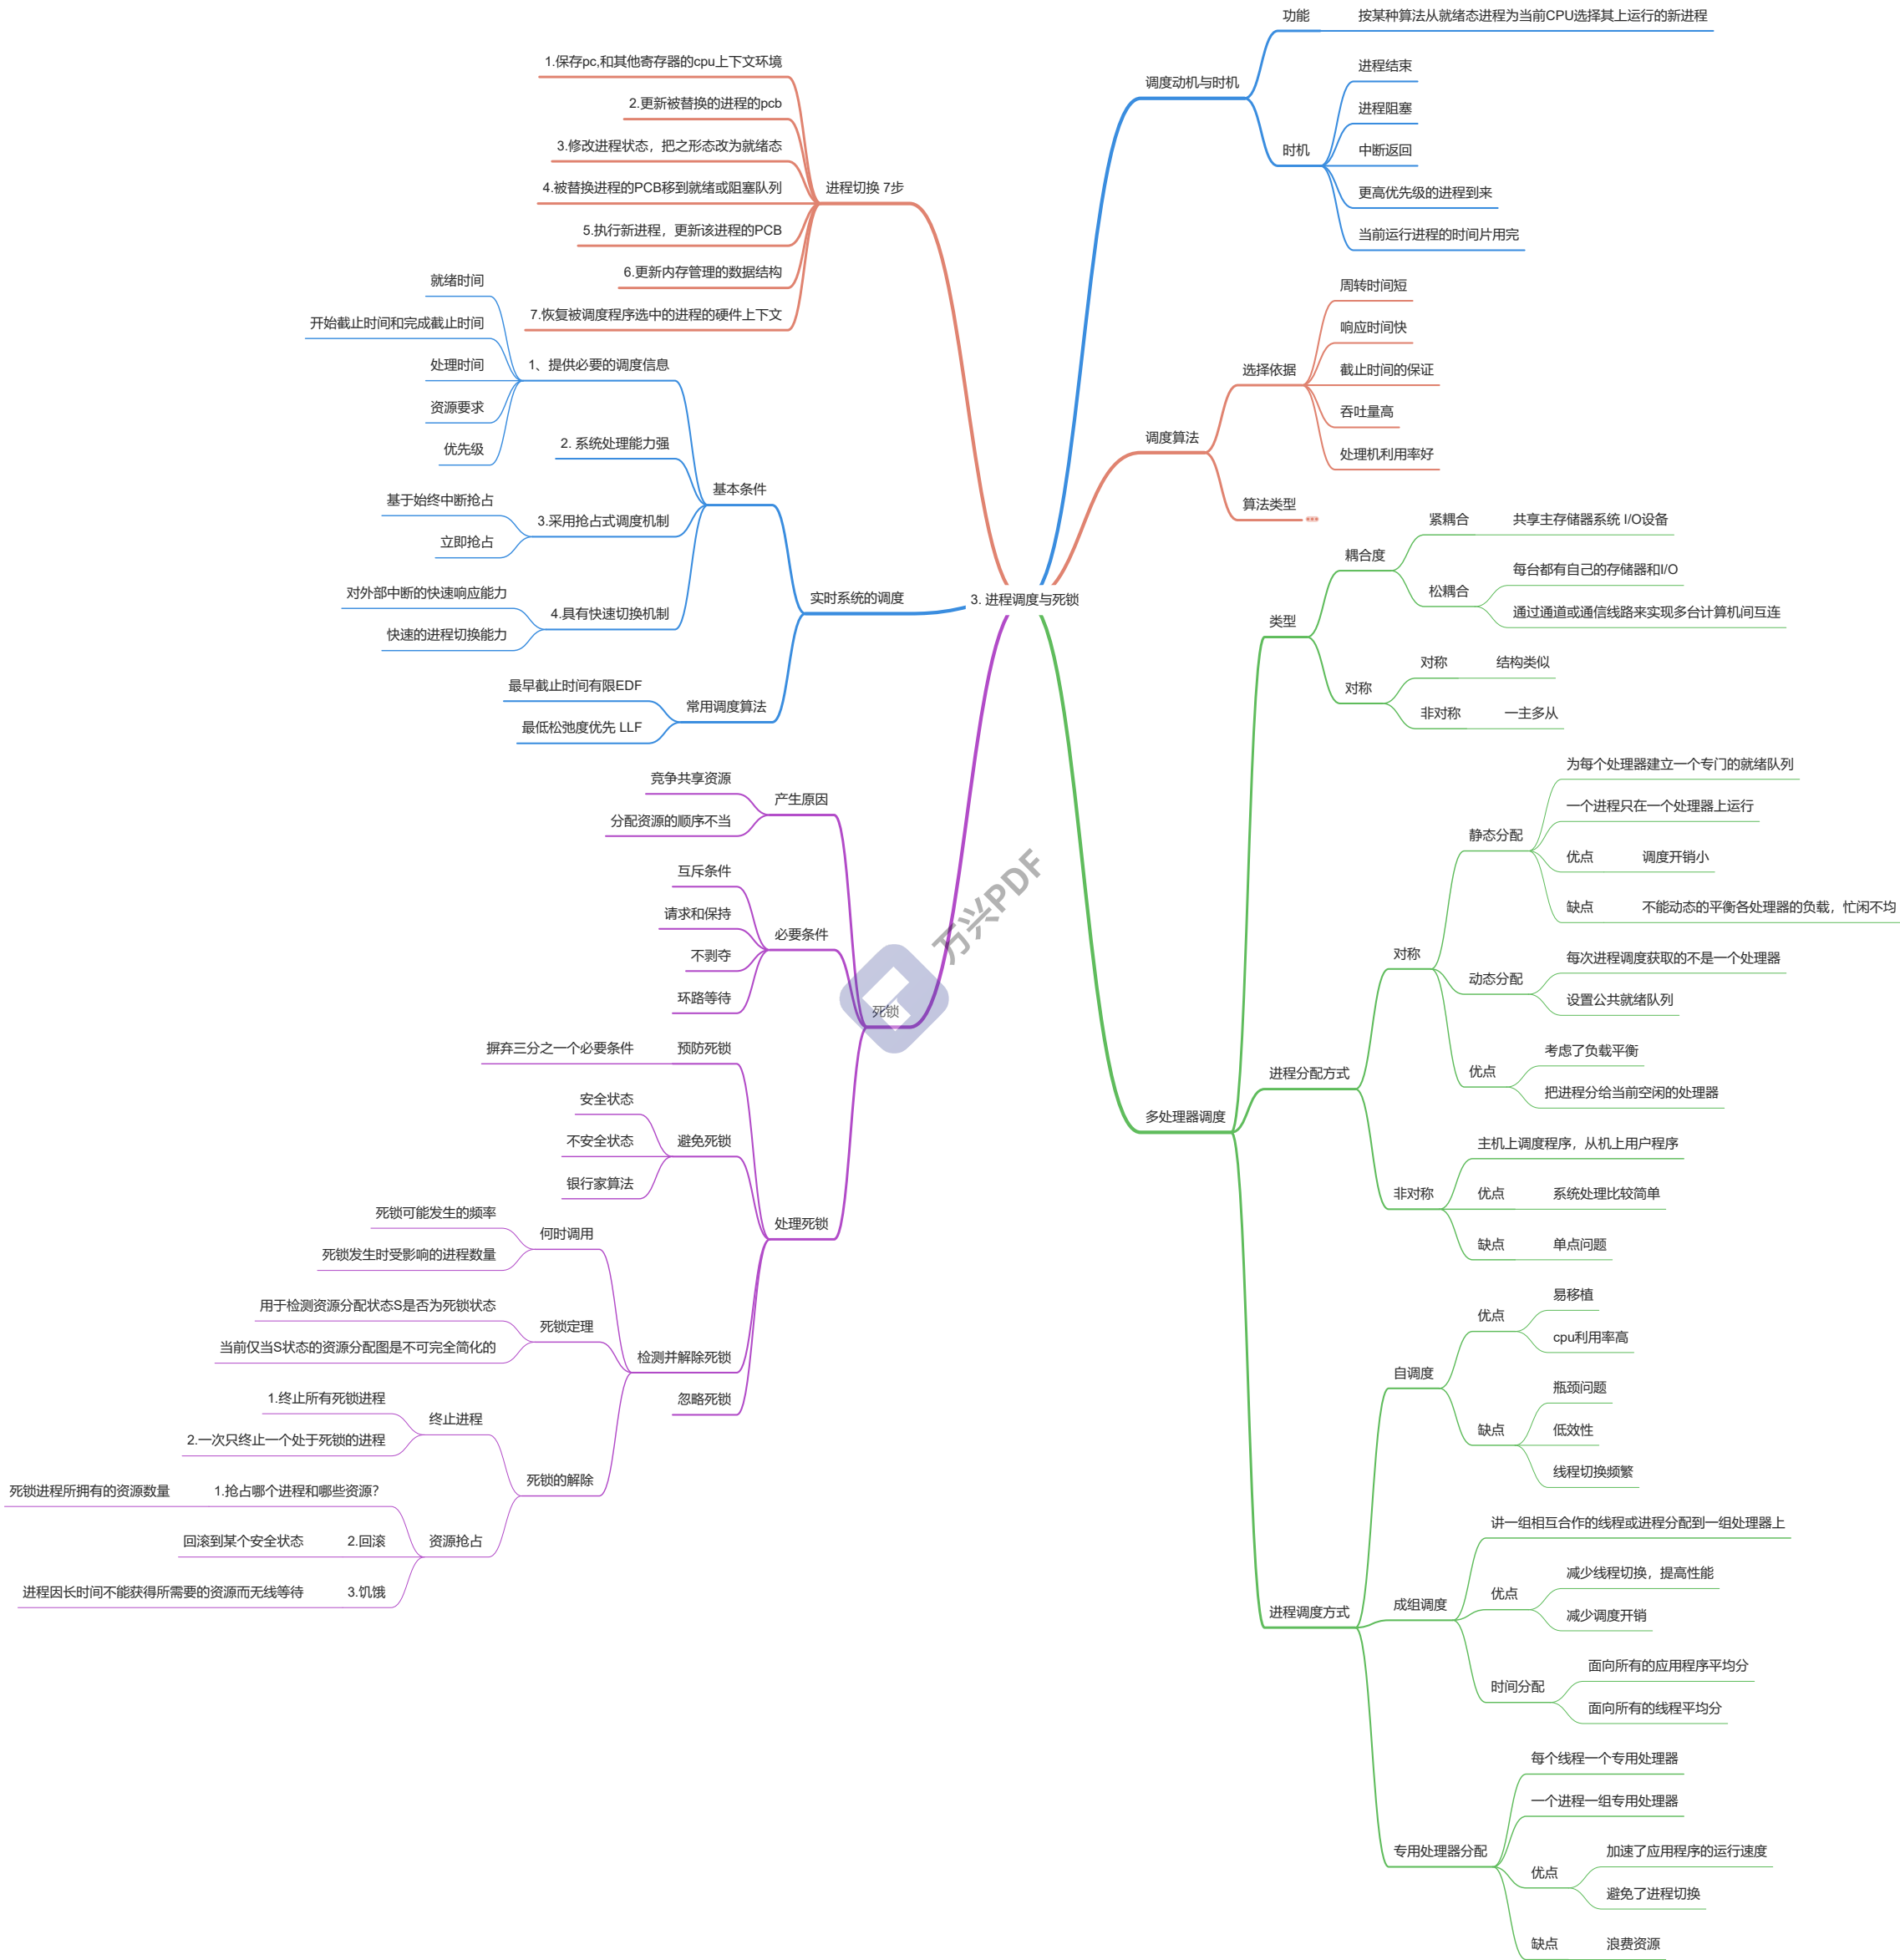 3. 进程调度与死锁
调度动机与时机
功能
按某种算法从就绪态进程为当前CPU选择其上运行的新进程
时机
进程结束
进程阻塞
中断返回
更高优先级的进程到来
当前运行进程的时间片用完
调度算法
选择依据
周转时间短
响应时间快
截止时间的保证
吞吐量高
处理机利用率好
算法类型
多处理器调度
类型
耦合度
紧耦合
共享主存储器系统 I/O设备
松耦合
每台都有自己的存储器和I/O
通过通道或通信线路来实现多台计算机间互连
对称
对称
结构类似
非对称
一主多从
进程分配方式
对称
静态分配
为每个处理器建立一个专门的就绪队列
一个进程只在一个处理器上运行
优点
调度开销小
缺点
不能动态的平衡各处理器的负载，忙闲不均
动态分配
每次进程调度获取的不是一个处理器
设置公共就绪队列
优点
考虑了负载平衡
把进程分给当前空闲的处理器
非对称
主机上调度程序，从机上用户程序
优点
系统处理比较简单
缺点
单点问题
进程调度方式
自调度
优点
易移植
cpu利用率高
缺点
瓶颈问题
低效性
线程切换频繁
成组调度
讲一组相互合作的线程或进程分配到一组处理器上
优点
减少线程切换，提高性能
减少调度开销
时间分配
面向所有的应用程序平均分
面向所有的线程平均分
专用处理器分配
每个线程一个专用处理器
一个进程一组专用处理器
优点
加速了应用程序的运行速度
避免了进程切换
缺点
浪费资源
进程切换 7步
1.保存pc,和其他寄存器的cpu上下文环境
2.更新被替换的进程的pcb
3.修改进程状态，把之形态改为就绪态
4.被替换进程的PCB移到就绪或阻塞队列
5.执行新进程，更新该进程的PCB
6.更新内存管理的数据结构
7.恢复被调度程序选中的进程的硬件上下文
实时系统的调度
基本条件
1、提供必要的调度信息
就绪时间
开始截止时间和完成截止时间
处理时间
资源要求
优先级
2. 系统处理能力强
3.采用抢占式调度机制
基于始终中断抢占
立即抢占
4.具有快速切换机制
对外部中断的快速响应能力
快速的进程切换能力
常用调度算法
最早截止时间有限EDF
最低松弛度优先 LLF
死锁
产生原因
竞争共享资源
分配资源的顺序不当
必要条件
互斥条件
请求和保持
不剥夺
环路等待
处理死锁
预防死锁
摒弃三分之一个必要条件
避免死锁
安全状态
不安全状态
银行家算法
检测并解除死锁
何时调用
死锁可能发生的频率
死锁发生时受影响的进程数量
死锁定理
用于检测资源分配状态S是否为死锁状态
当前仅当S状态的资源分配图是不可完全简化的
死锁的解除
终止进程
1.终止所有死锁进程
2.一次只终止一个处于死锁的进程
资源抢占
1.抢占哪个进程和哪些资源？
死锁进程所拥有的资源数量
2.回滚
回滚到某个安全状态
3.饥饿
进程因长时间不能获得所需要的资源而无线等待
忽略死锁
万兴PDF